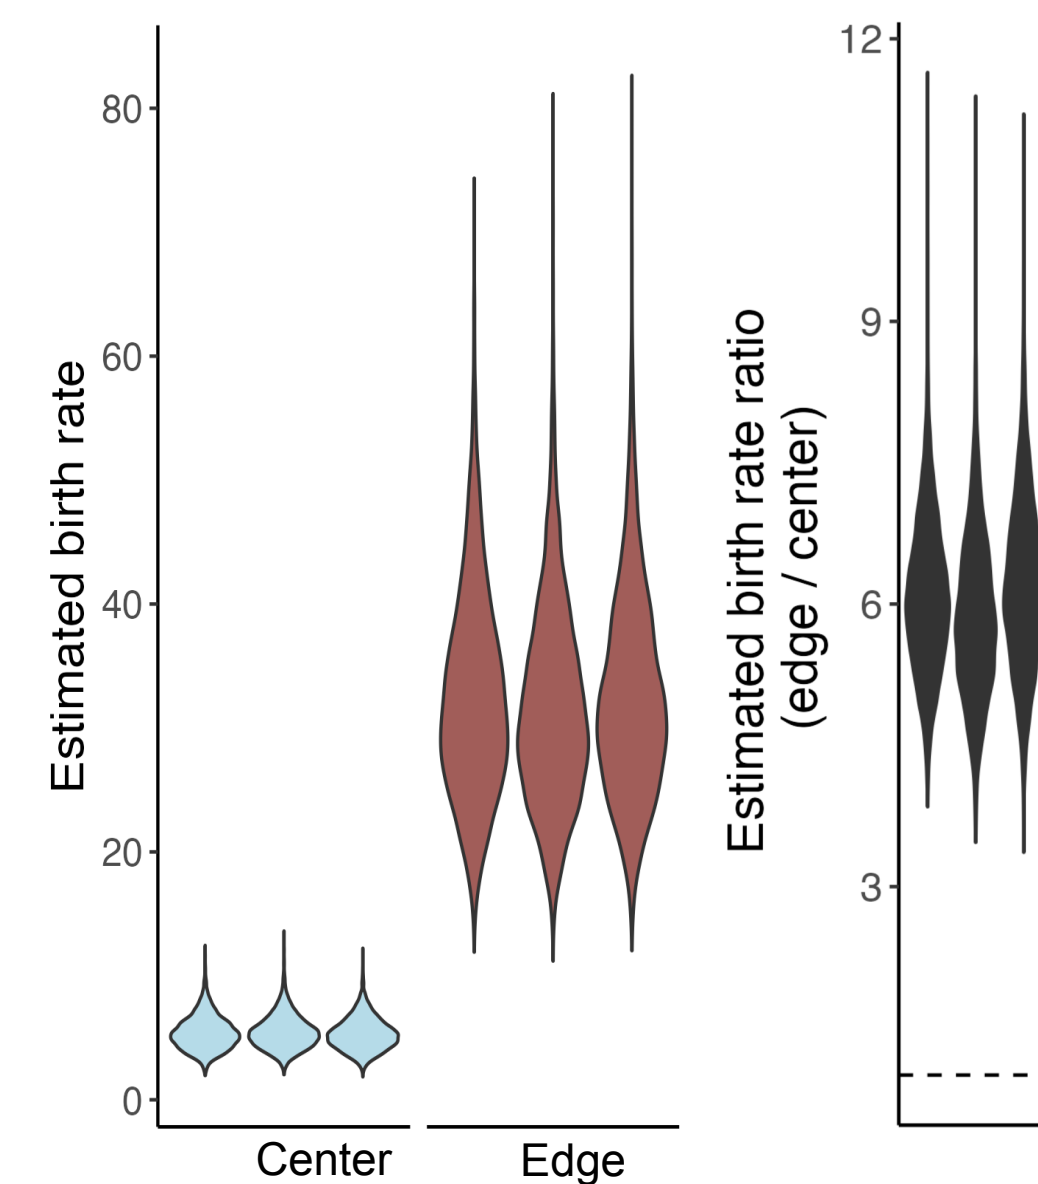 Estimated birth rate
80
60
40
20
0
Center
Edge
Estimated birth rate ratio
(edge / center)
12
9
6
3